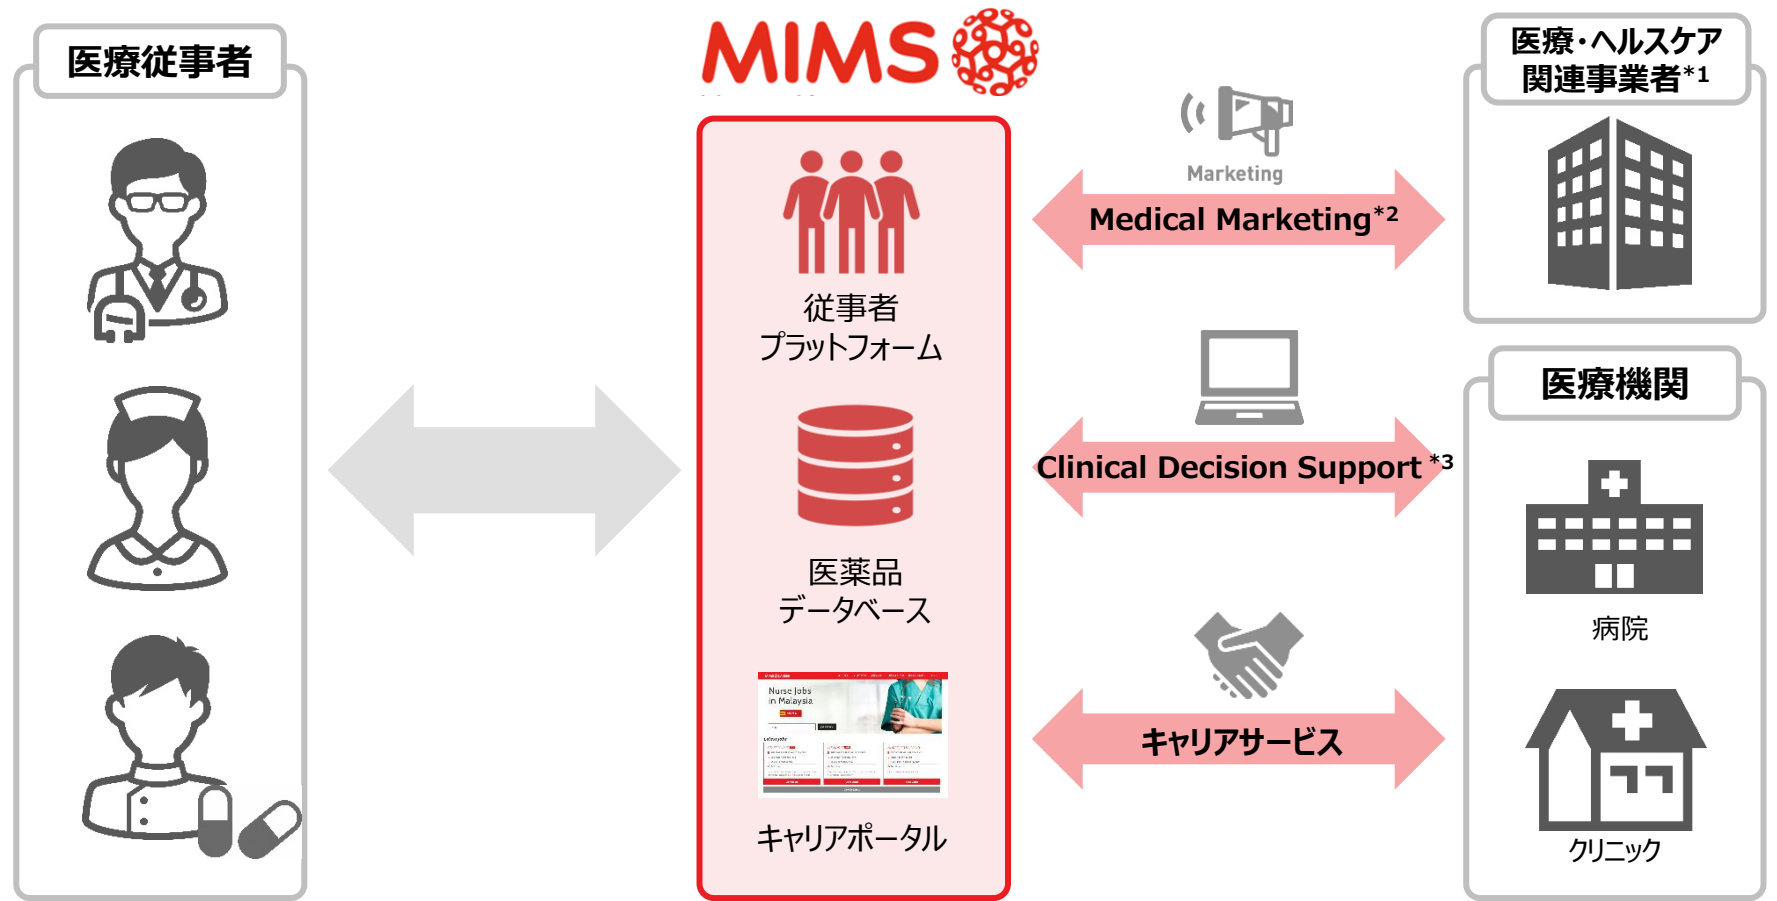 医療従事者
MIMS
従事者
プラットフォーム
医薬品
データベース
Nurse Jobs
in Malaysia
キャリアポータル
Marketing
Medical Marketing*2
Clinical Decision Support *3
キャリアサービス
医療・ヘルスケア
関連事業者*1
医療機関
病院
クリニック